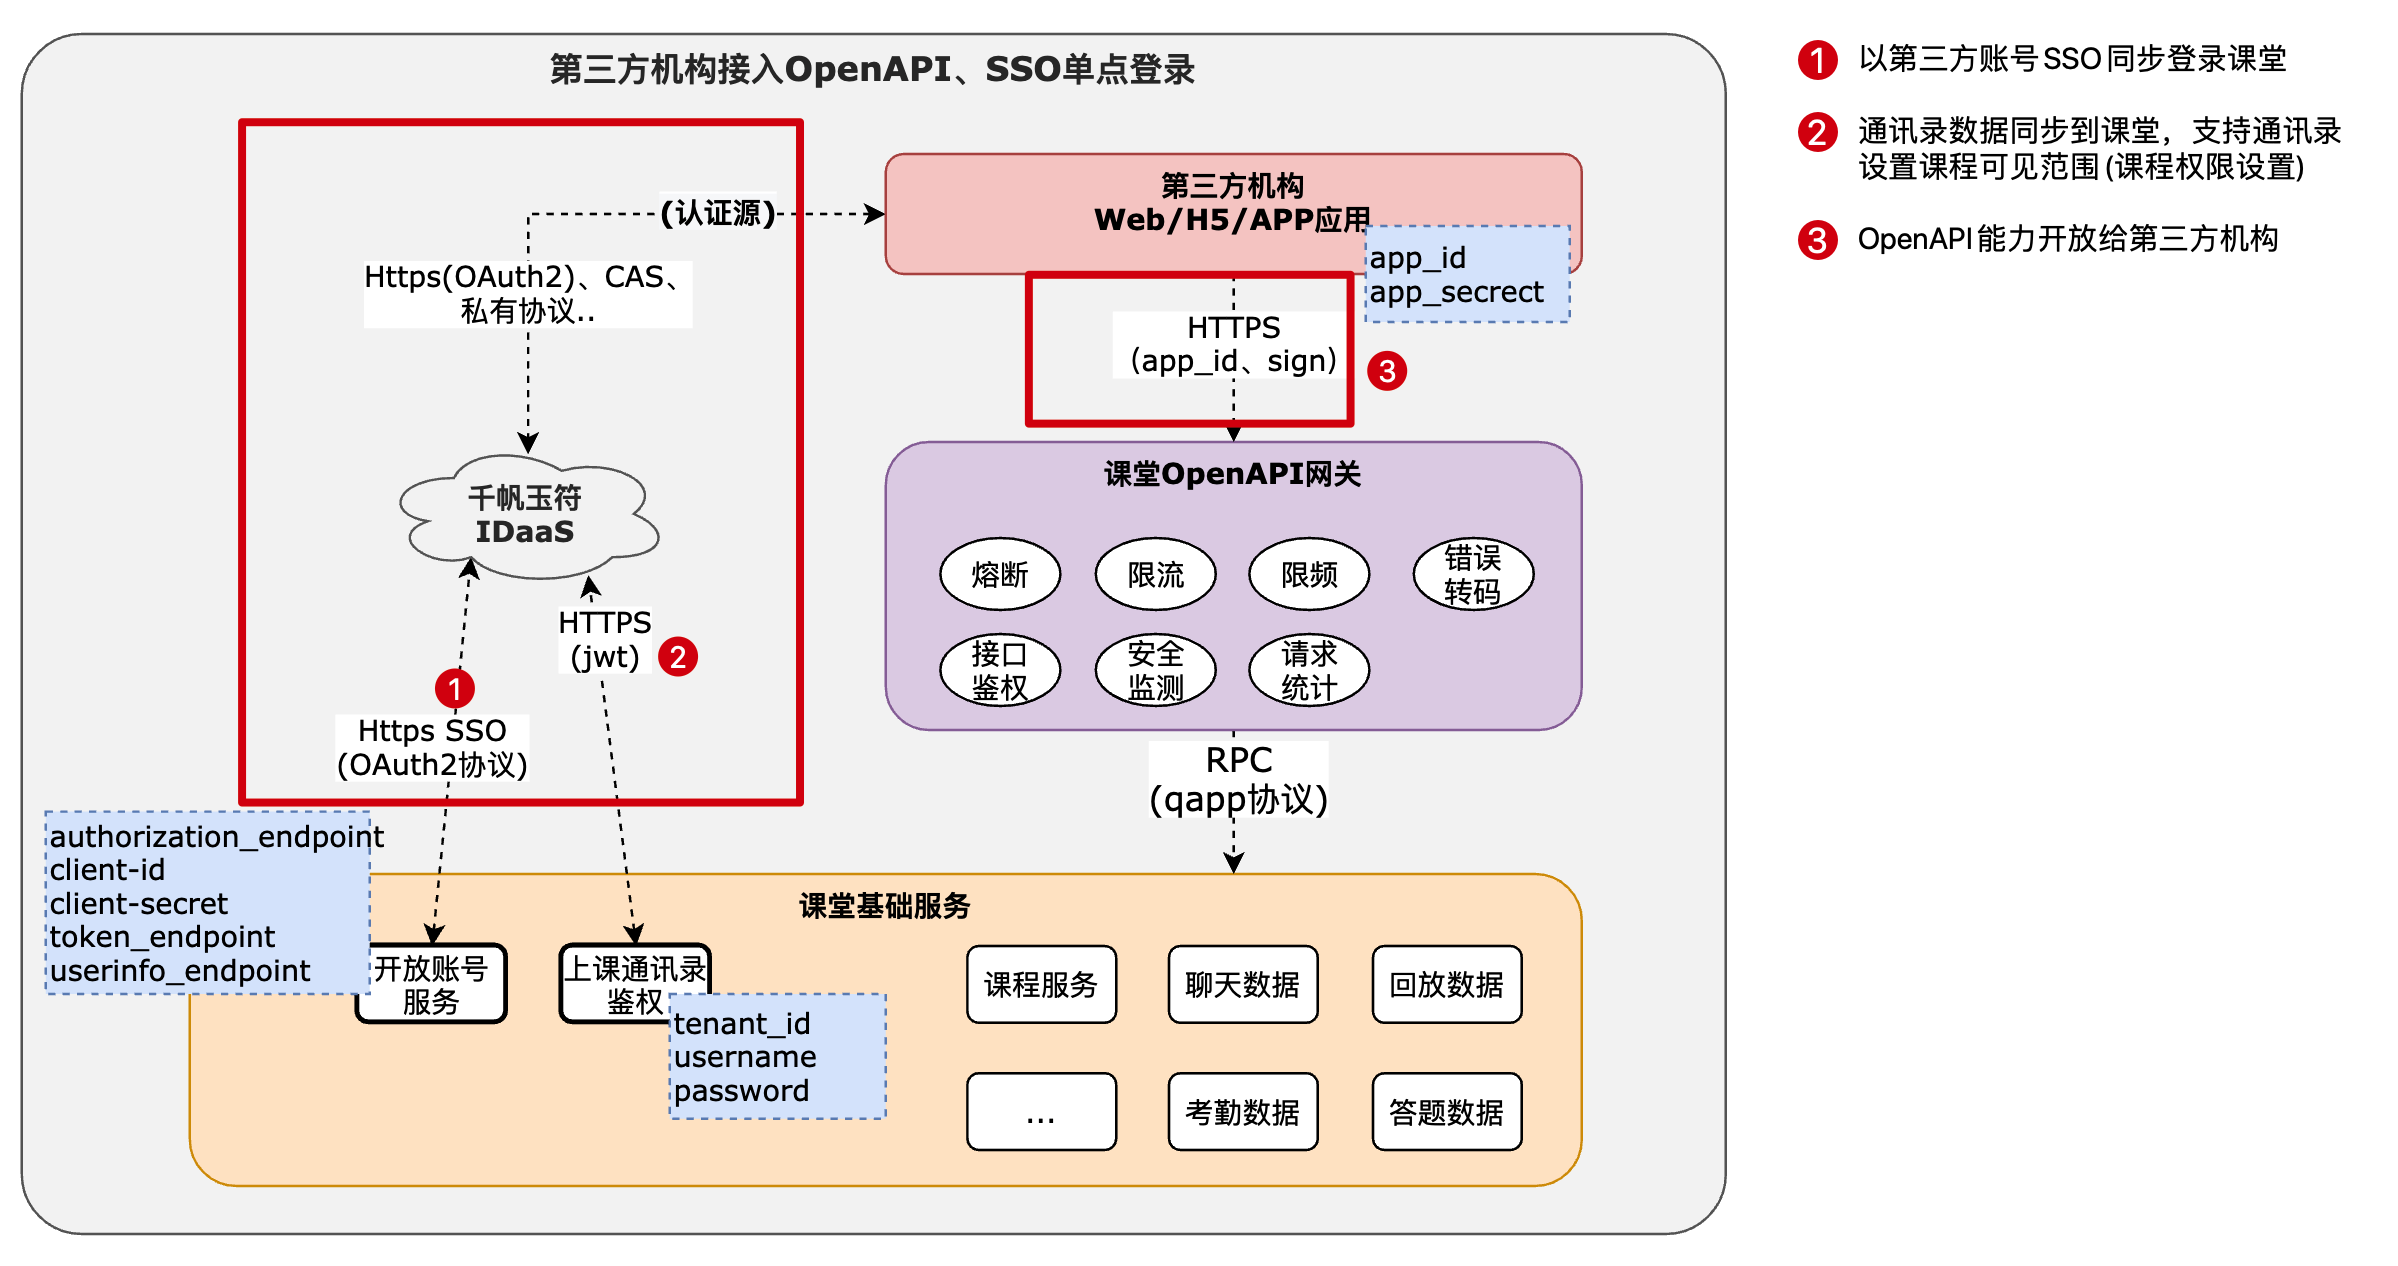 第三方机构接入OpenAPI、SSO单点登录
1 以第三方账号SSO同步登录课堂
2 通讯录数据同步到课堂，支持通讯录
设置课程可见范围(课程权限设置)
3 OpenAPI能力开放给第三方机构
第三方机构
Web/H5/APP应用
app_id
app_secrect
(认证源)
Https(OAuth2)、CAS、
私有协议..
HTTPS
（app_id、sign）
3
千帆玉符
IDaaS
课堂OpenAPI网关
熔断
限流
限频
错误
转码
接口
鉴权
安全
监测
请求
统计
HTTPS
(jwt)
2
1
Https SSO
(OAuth2协议)
RPC
(qapp协议)
authorization_endpoint
client-id
client-secret
token_endpoint
userinfo_endpoint
课堂基础服务
开放账号
服务
上课通讯录
鉴权
tenant_id
username
password
课程服务
聊天数据
回放数据
...
考勤数据
答题数据